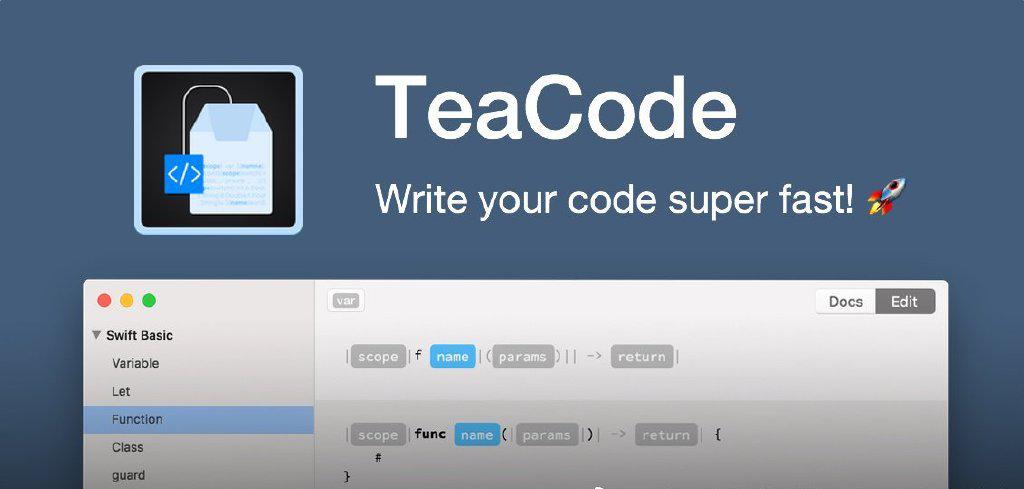 TeaCode
Write your code super fast! 🚀
</>
var
Docs Edit
Swift Basic
Variable
Let
Function
Class
guard
|scope|f name|(params)|| -> return|
|scope|func name(|params|)| -> return| {
#
}